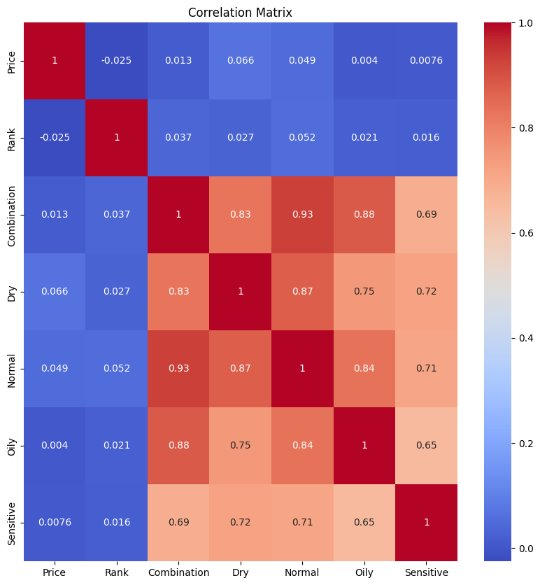 Correlation Matrix
Price 1 -0.025 0.013 0.066 0.049 0.004 0.0076
Rank -0.025 1 0.037 0.027 0.052 0.021 0.016
Combination 0.013 0.037 1 0.83 0.93 0.88 0.69
Dry 0.066 0.027 0.83 1 0.87 0.75 0.72
Normal 0.049 0.052 0.93 0.87 1 0.84 0.71
Oily 0.004 0.021 0.88 0.75 0.84 1 0.65
Sensitive 0.0076 0.016 0.69 0.72 0.71 0.65 1
Price Rank Combination Dry Normal Oily Sensitive
1.0
0.8
0.6
0.4
0.2
0.0